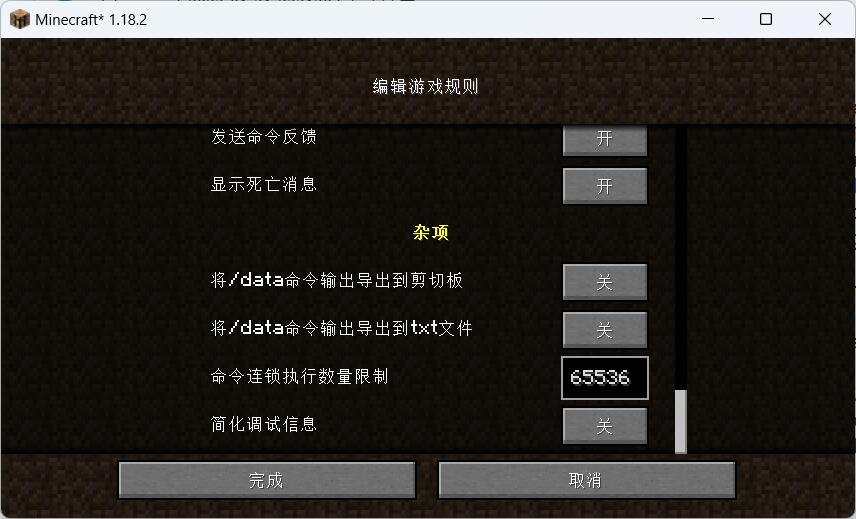 Minecraft* 1.18.2
编辑游戏规则
发送命令反馈 开
显示死亡消息 开
杂项
将/data命令输出导出到剪切板 关
将/data命令输出导出到txt文件 关
命令连锁执行数量限制 65536
简化调试信息 关
完成 取消